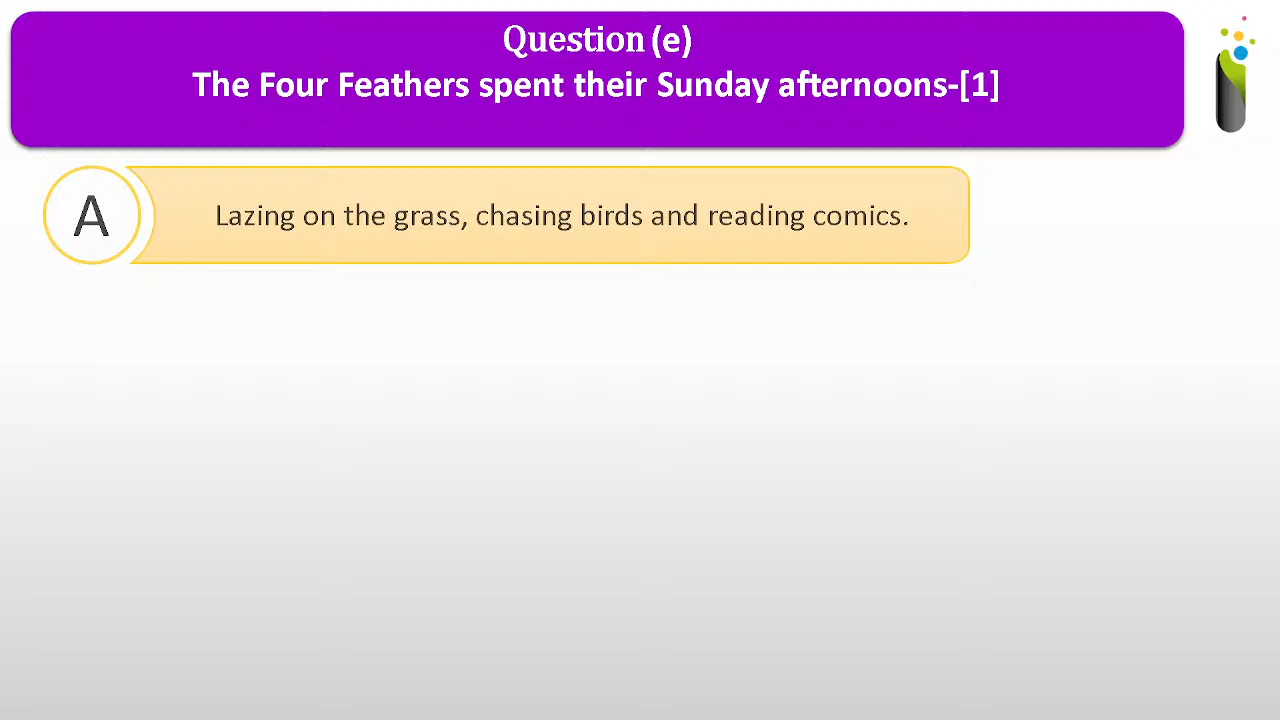 Question (e)
The Four Feathers spent their Sunday afternoons-[1]
A
Lazing on the grass, chasing birds and reading comics.